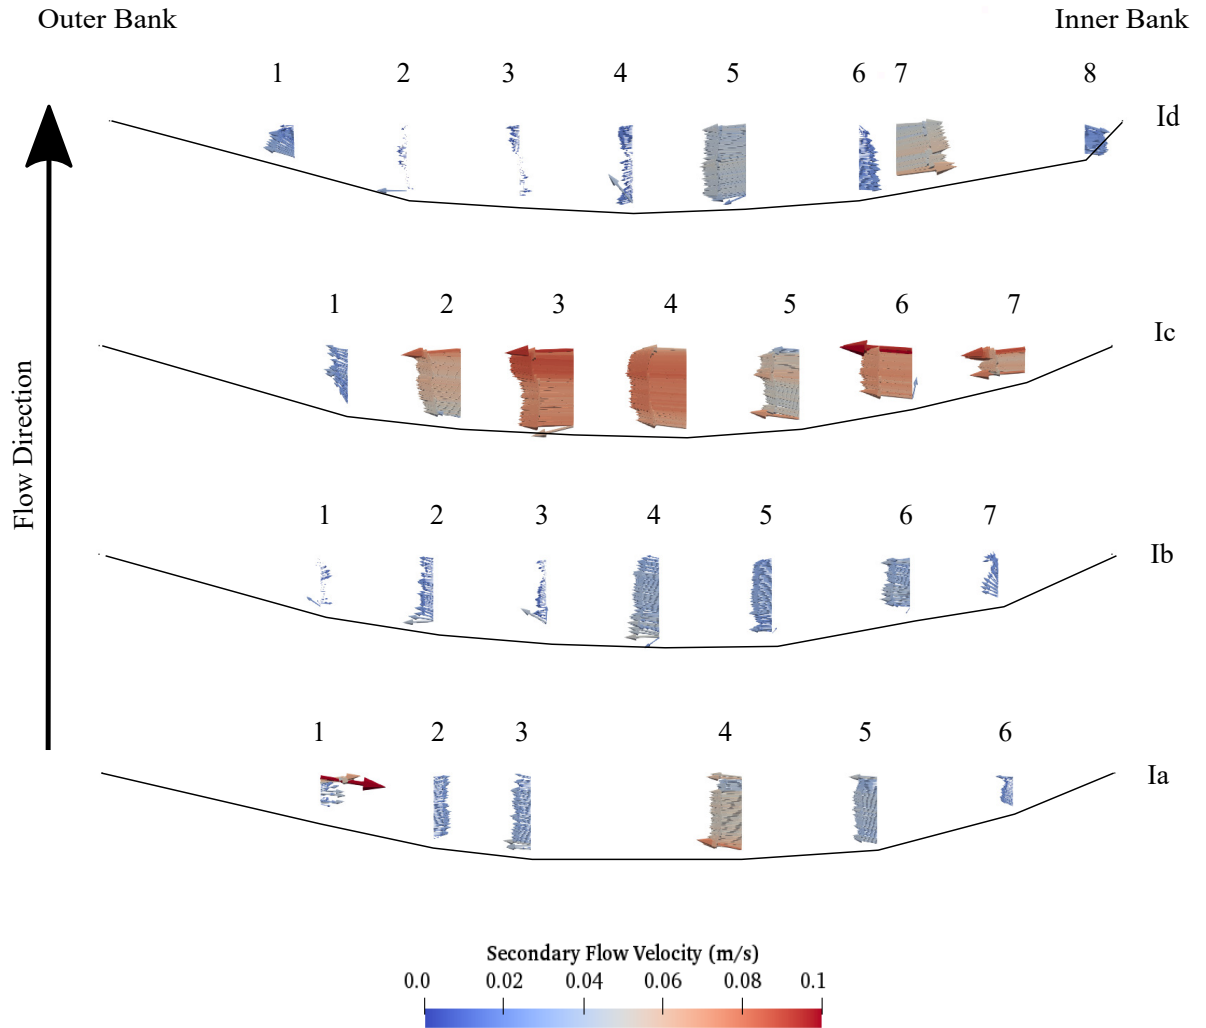 Outer Bank Inner Bank
1 2 3 4 5 6 7 8
Id
1 2 3 4 5 6 7
Ic
Flow Direction
1 2 3 4 5 6 7
Ib
1 2 3 4 5 6
Ia
Secondary Flow Velocity (m/s)
0.0 0.02 0.04 0.06 0.08 0.1